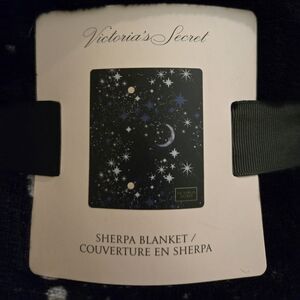 Victoria's Secret
SHERPA BLANKET /
COUVERTURE EN SHERPA